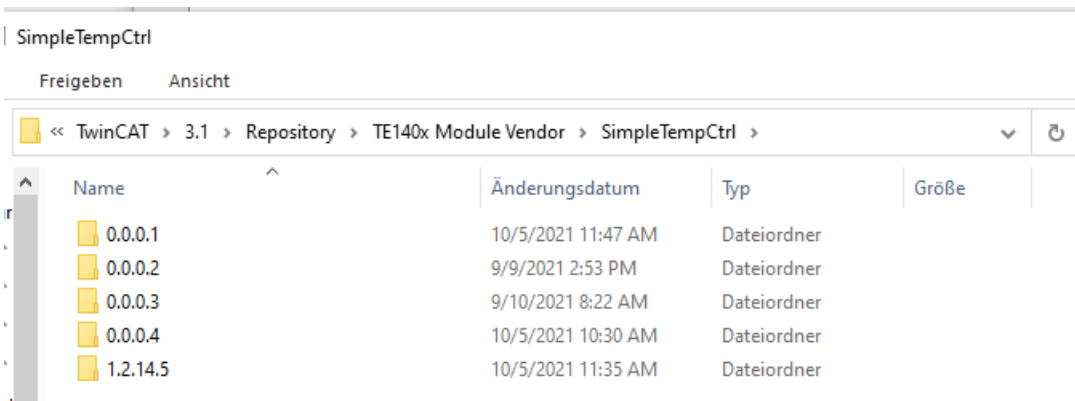 SimpleTempCtrl
Freigeben Ansicht
« TwinCAT > 3.1 > Repository > TE140x Module Vendor > SimpleTempCtrl >
Name Änderungsdatum Typ Größe
0.0.0.1 10/5/2021 11:47 AM Dateiordner
0.0.0.2 9/9/2021 2:53 PM Dateiordner
0.0.0.3 9/10/2021 8:22 AM Dateiordner
0.0.0.4 10/5/2021 10:30 AM Dateiordner
1.2.14.5 10/5/2021 11:35 AM Dateiordner